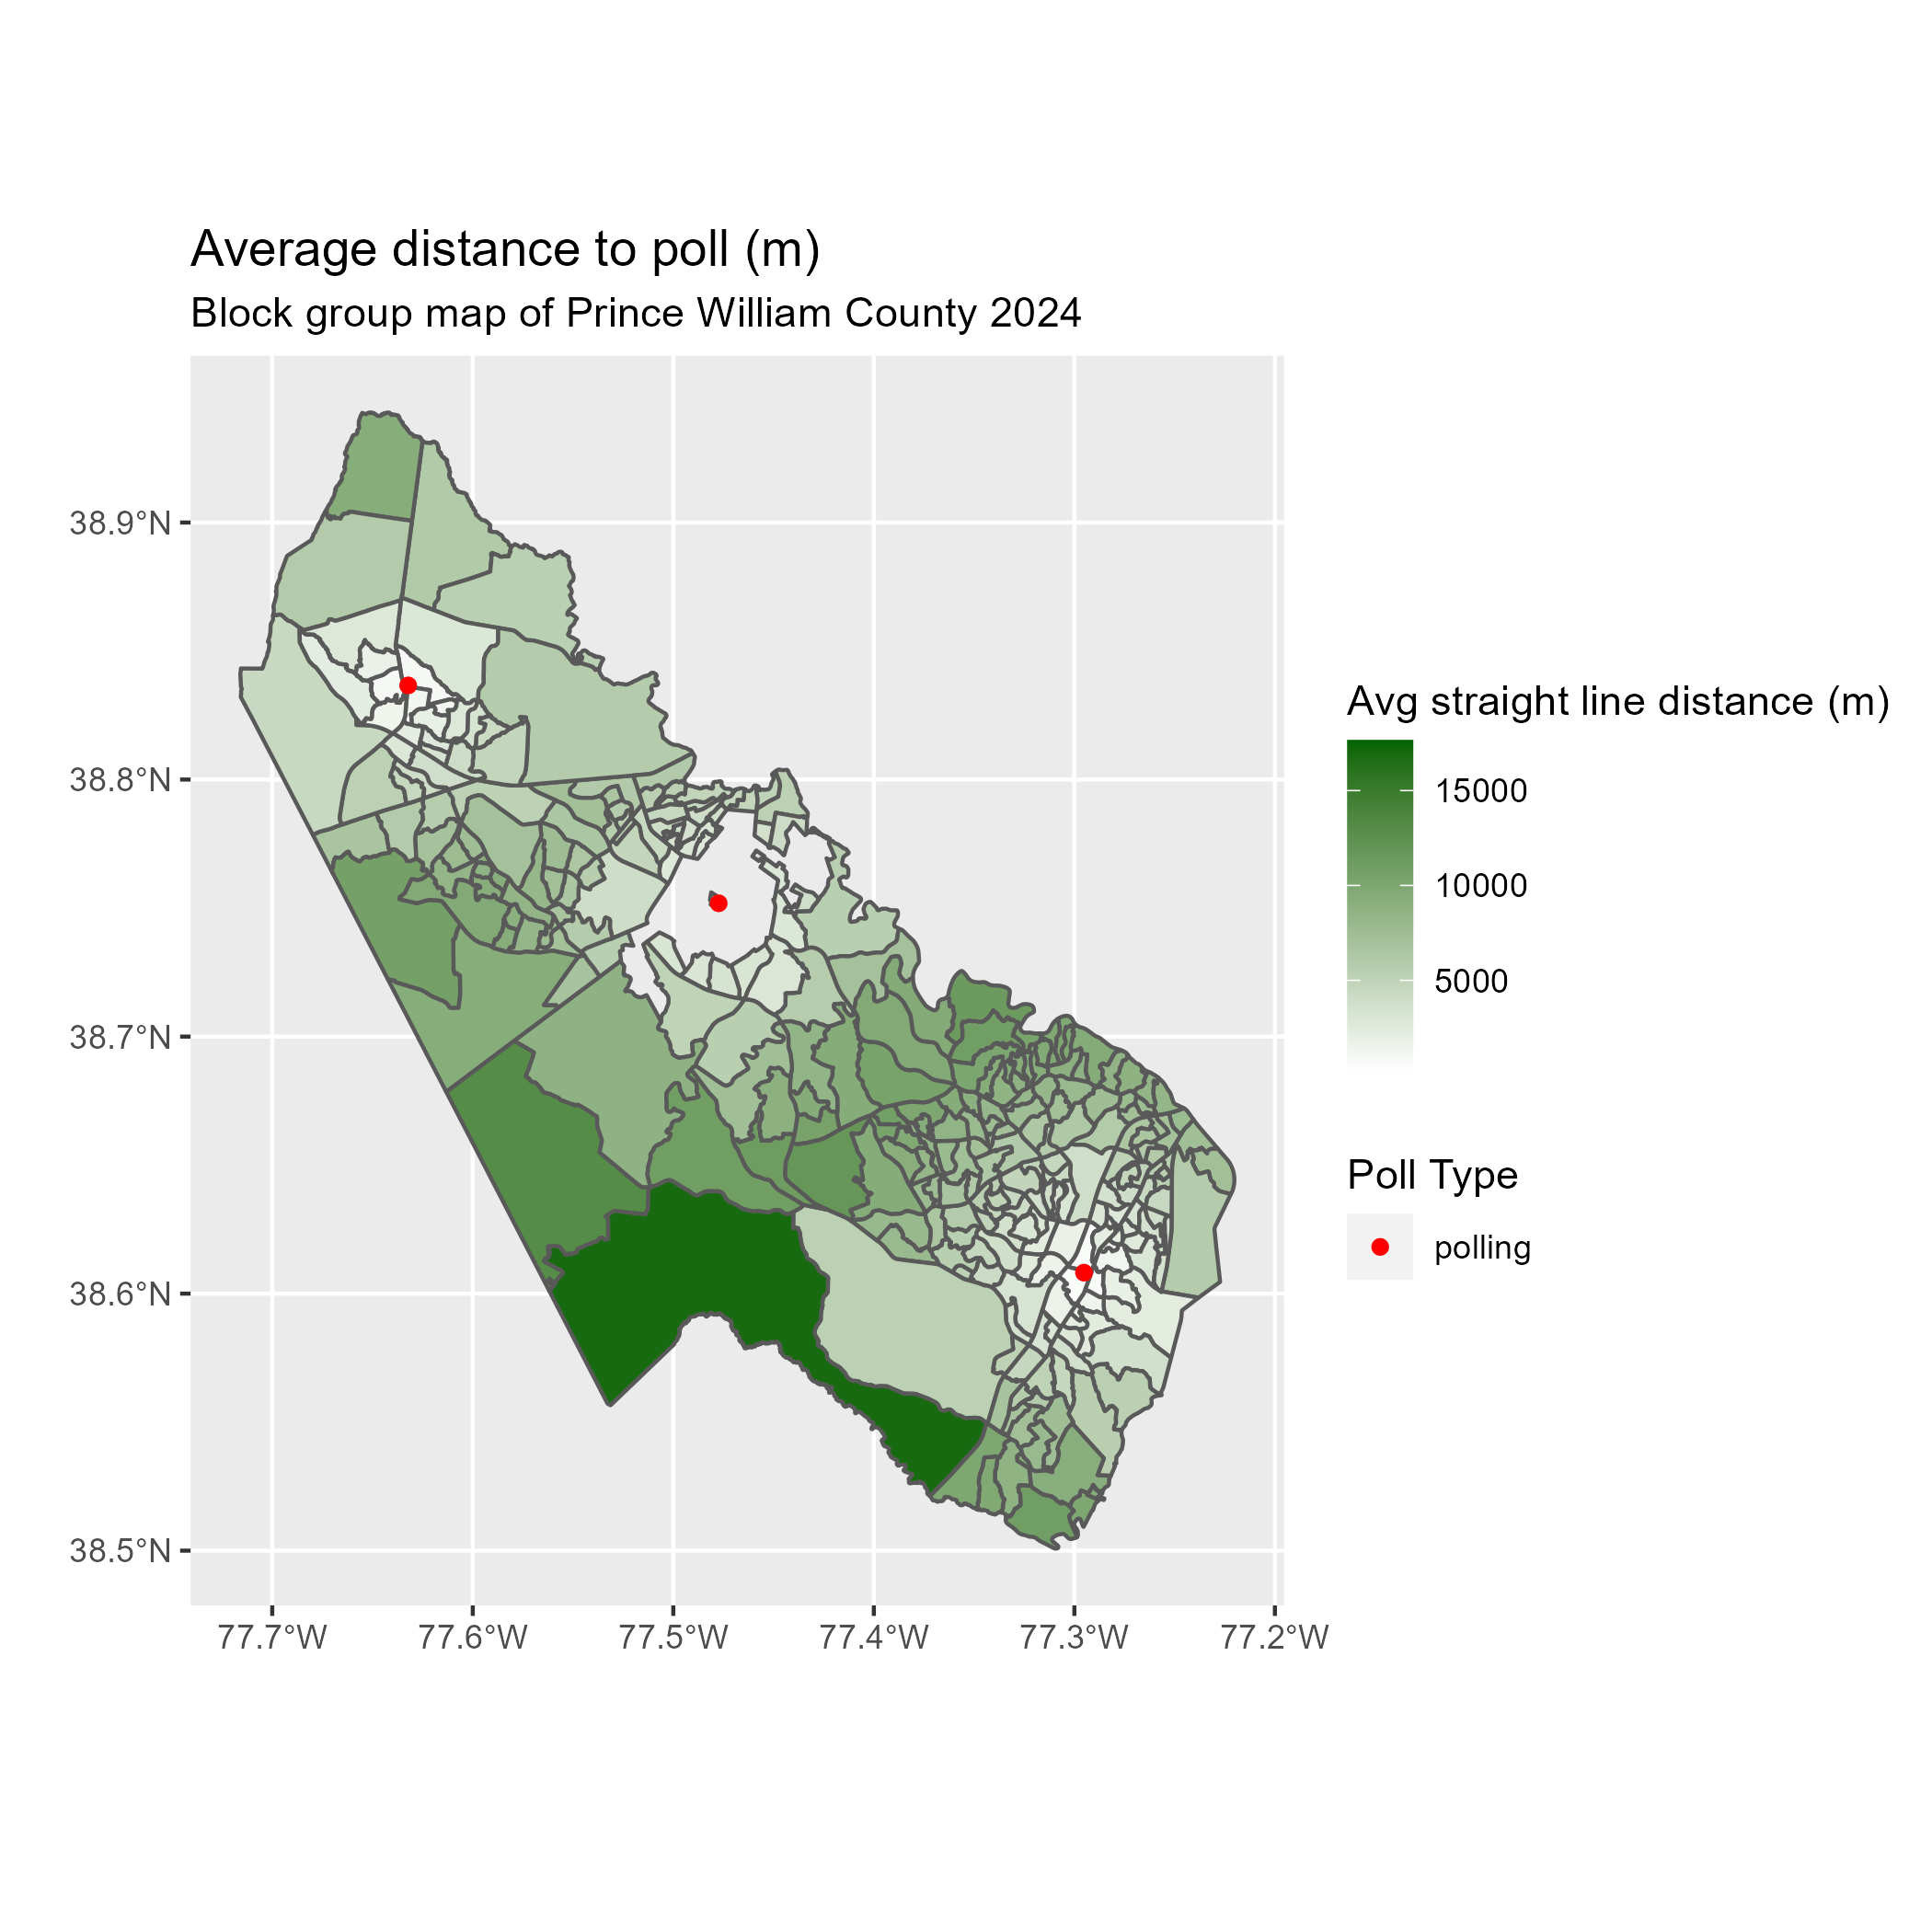 Average distance to poll (m)
Block group map of Prince William County 2024
38.9°N
38.8°N
38.7°N
38.6°N
38.5°N
77.7°W
77.6°W
77.5°W
77.4°W
77.3°W
77.2°W
Avg straight line distance (m)
15000
10000
5000
Poll Type
polling